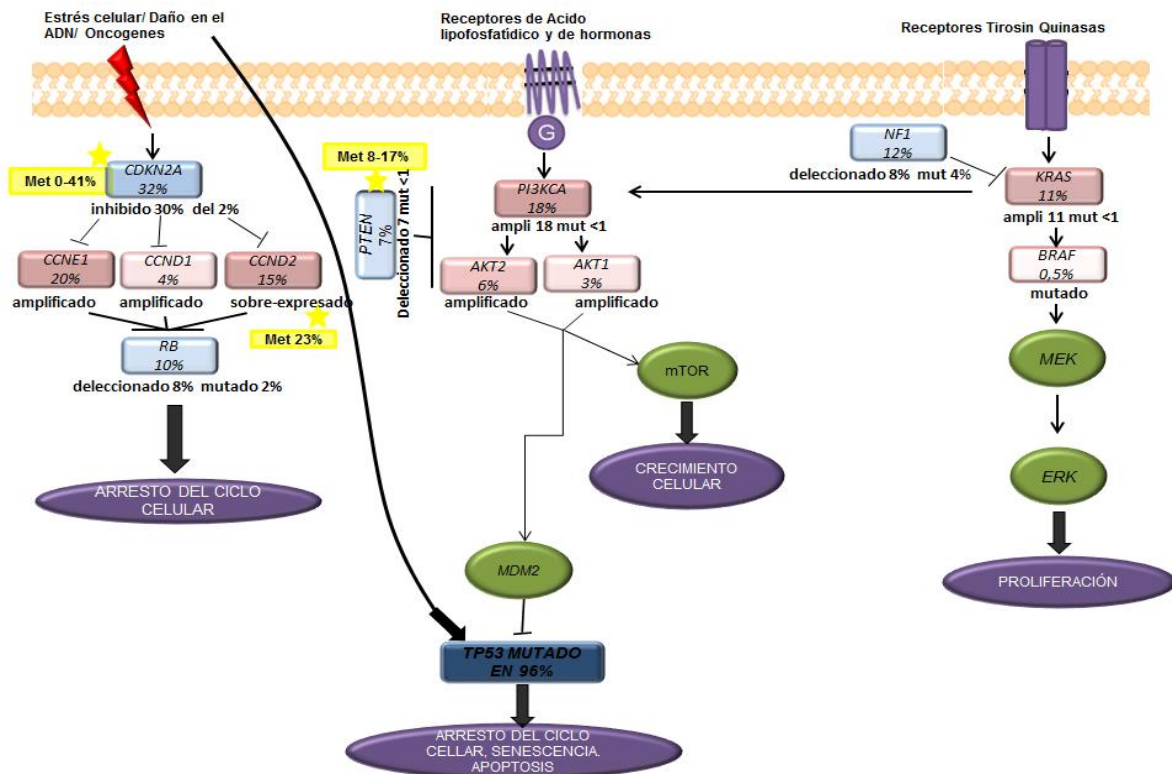 Estrés celular/ Daño en el
ADN/ Oncogenes
Receptores de Acido
lipofosfatídico y de hormonas
Receptores Tirosin Quinasas
G
Met 0-41%
CDKN2A
32%
inhibido 30% del 2%
CCNE1
20%
amplificado
CCND1
4%
amplificado
CCND2
15%
sobre-expresado
Met 23%
RB
10%
deleccionado 8% mutado 2%
ARRESTO DEL CICLO
CELULAR
Met 8-17%
PTEN
7%
Deleccionado 7 mut <1
PI3KCA
18%
ampli 18 mut <1
AKT2
6%
amplificado
AKT1
3%
amplificado
mTOR
CRECIMIENTO
CELULAR
MDM2
TP53 MUTADO
EN 96%
ARRESTO DEL CICLO
CELLAR, SENESCENCIA.
APOPTOSIS
NF1
12%
deleccionado 8% mut 4%
KRAS
11%
ampli 11 mut <1
BRAF
0,5%
mutado
MEK
ERK
PROLIFERACIÓN